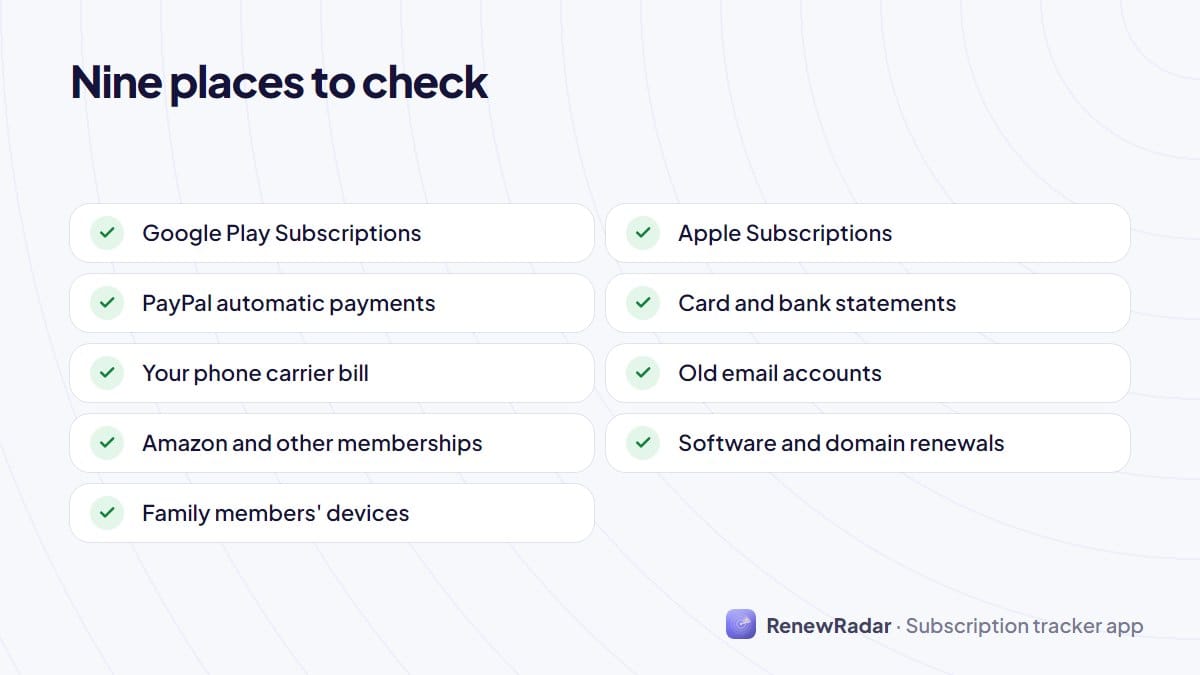 Nine places to check
Google Play Subscriptions
Apple Subscriptions
PayPal automatic payments
Card and bank statements
Your phone carrier bill
Old email accounts
Amazon and other memberships
Software and domain renewals
Family members' devices
RenewRadar · Subscription tracker app